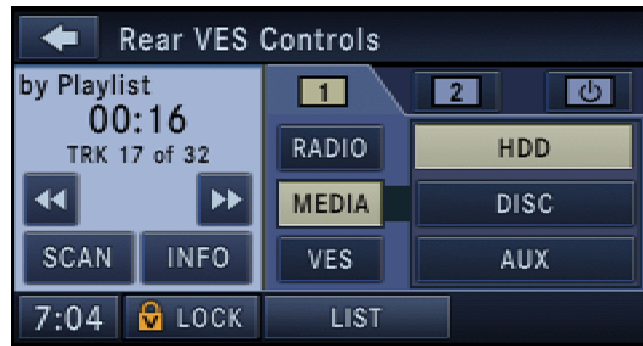 Rear VES Controls
by Playlist
00:16
TRK 17 of 32
SCAN INFO
1 2
RADIO HDD
MEDIA DISC
VES AUX
7:04 LOCK LIST